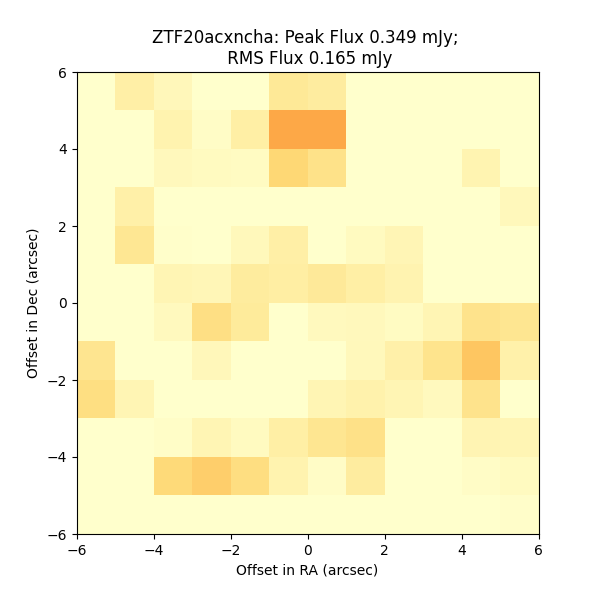 ZTF20acxncha: Peak Flux 0.349 mJy;
RMS Flux 0.165 mJy
6
4
2
0
−2
−4
−6
Offset in Dec (arcsec)
−6 −4 −2 0 2 4 6
Offset in RA (arcsec)